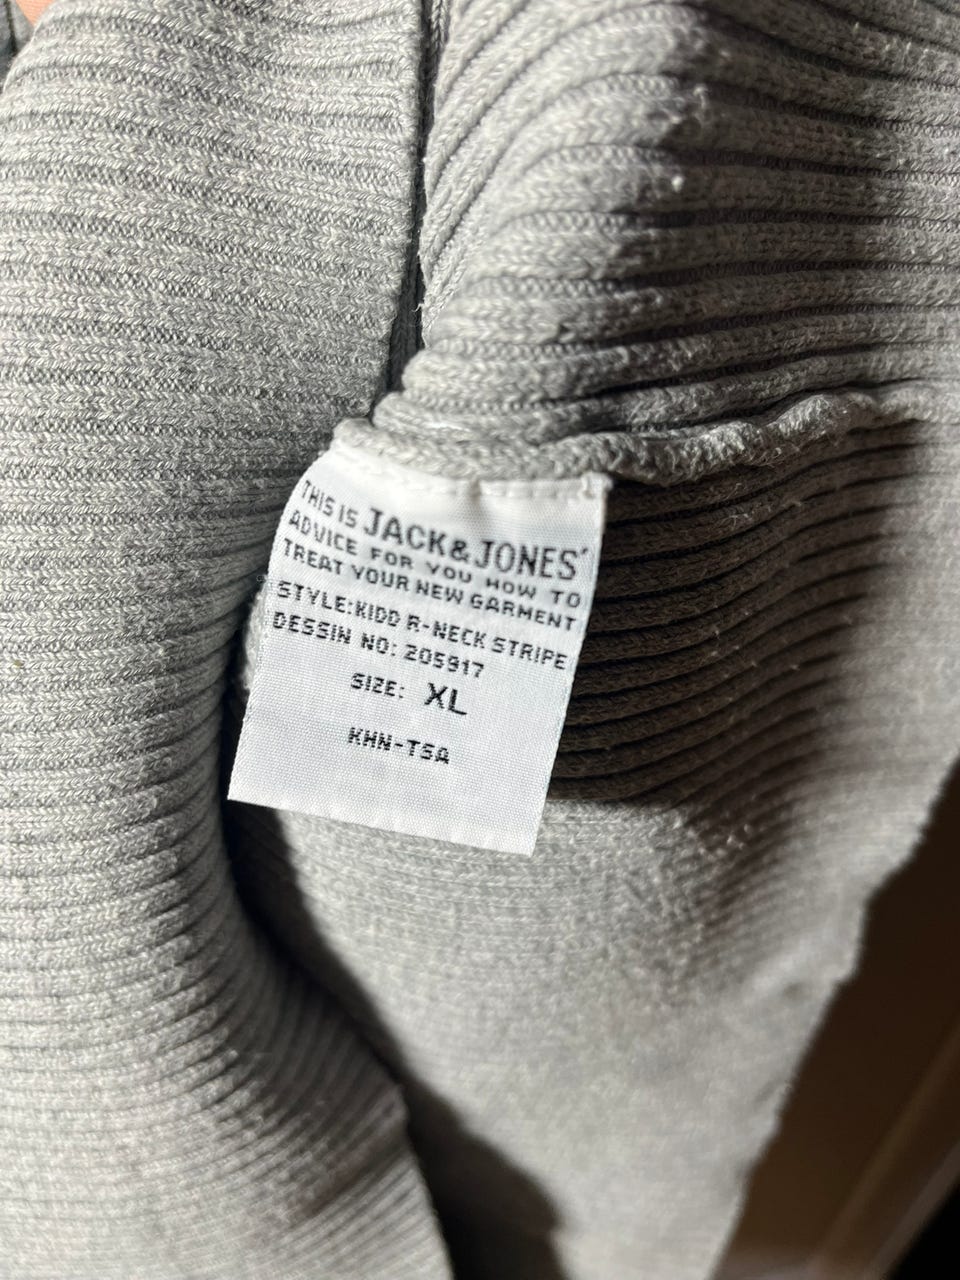 THIS IS JACK&JONES'
ADVICE FOR YOU HOW TO
TREAT YOUR NEW GARMENT
STYLE:KIDD R-NECK STRIPE
DESSIN NO: 205917
SIZE: XL
KHN-TSA